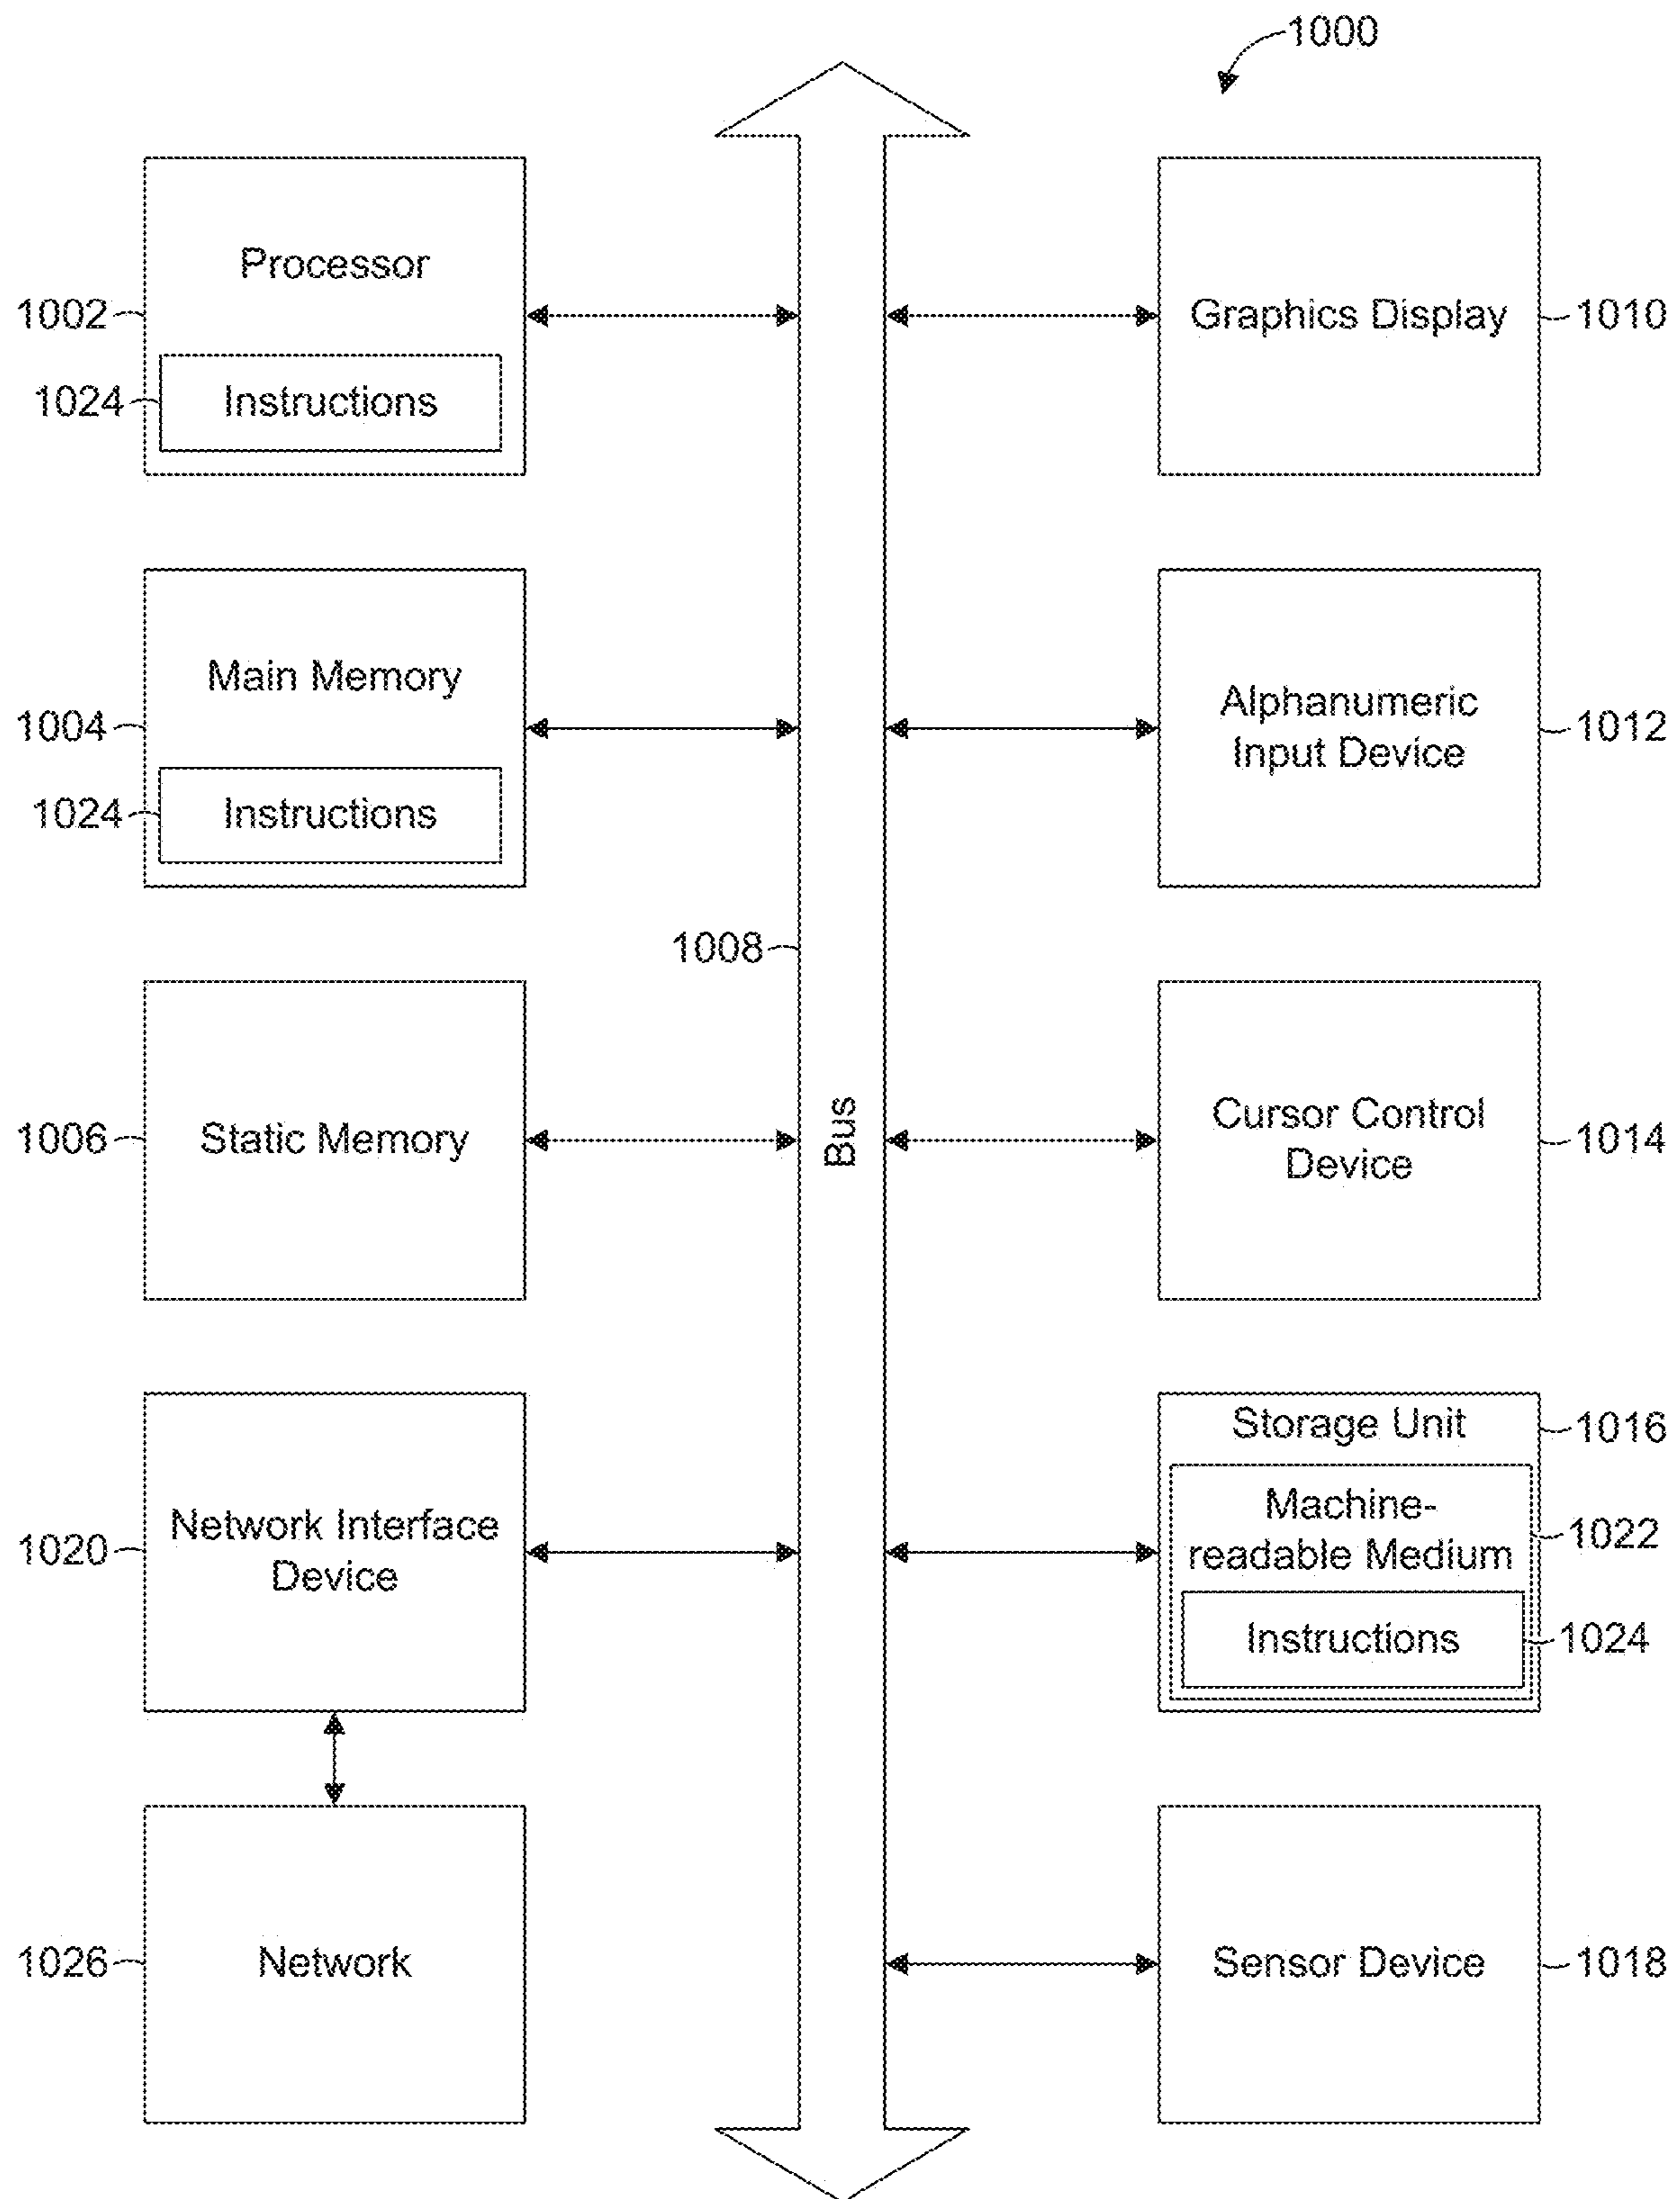 1000
Processor
1002
1024
Instructions
Graphics Display
1010
Main Memory
1004
1024
Instructions
Alphanumeric
Input Device
1012
1008
Bus
1006
Static Memory
Cursor Control
Device
1014
1020
Network Interface
Device
Storage Unit
1016
Machine-
readable Medium
1022
Instructions
1024
1026
Network
Sensor Device
1018